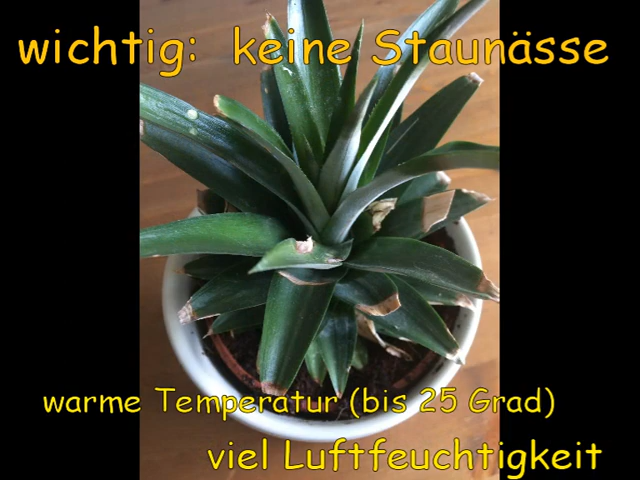 wichtig: keine Staunässe
warme Temperatur (bis 25 Grad)
viel Luftfeuchtigkeit